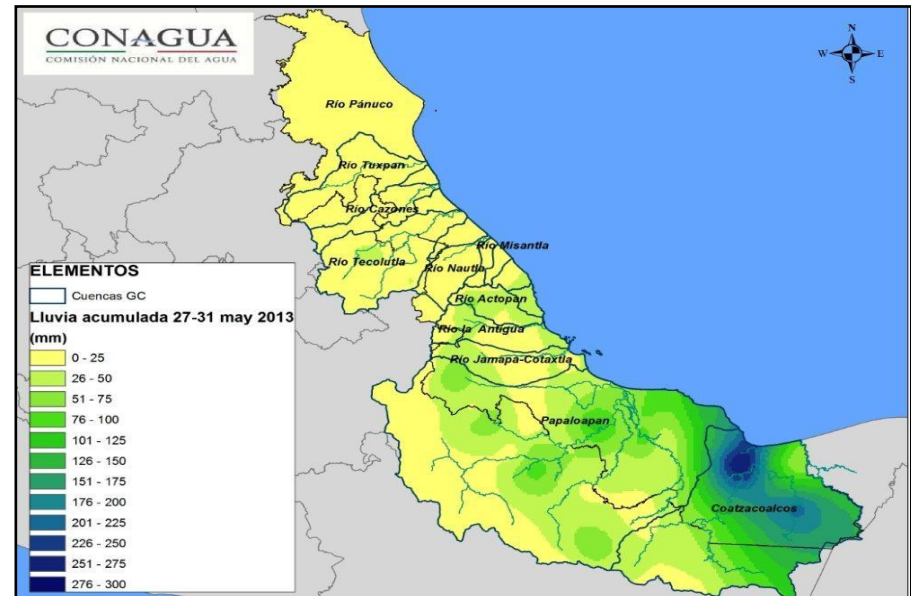 CONAGUA
COMISIÓN NACIONAL DEL AGUA
N
W E
S
Río Pánuco
Río Tuxpan
Río Cazones
Río Misantla
Río Tecolutla
Río Nautla
Río Actopan
Río la Antigua
Río Jamapa-Cotaxtla
Papaloapan
Coatzacoalcos
ELEMENTOS
Cuencas GC
Lluvia acumulada 27-31 may 2013
(mm)
0 - 25
26 - 50
51 - 75
76 - 100
101 - 125
126 - 150
151 - 175
176 - 200
201 - 225
226 - 250
251 - 275
276 - 300